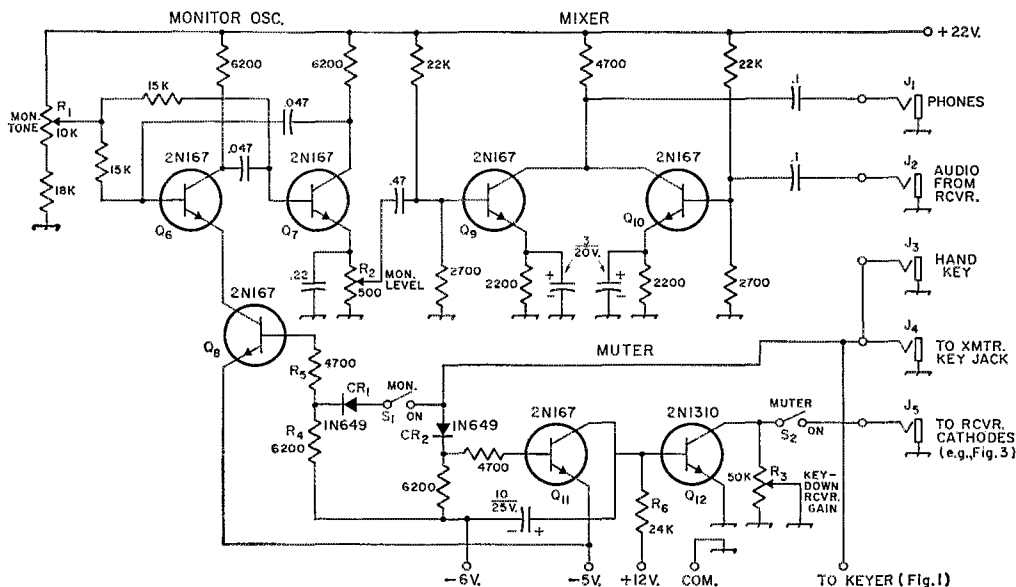 MONITOR OSC.
MIXER
+22V.
6200
6200
22K
4700
22K
15K
R1
10K
MON.
TONE
.047
.047
15K
18K
2N167
Q6
2N167
Q7
.47
2N167
Q9
2N167
Q10
.1
J1
PHONES
.1
J2
AUDIO
FROM
RCVR.
.22
R2
500
MON.
LEVEL
2700
2200
+
−
3
20V.
+
−
2200
2700
J3
HAND
KEY
2N167
Q8
MUTER
J4
TO XMTR.
KEY JACK
R5
4700
CR1
1N649
MON.
S1
ON
R4
6200
1N649
CR2
4700
6200
2N167
Q11
2N1310
Q12
MUTER
S2
ON
J5
TO RCVR.
CATHODES
(e.g., Fig. 3)
50K
R3
KEY-
DOWN
RCVR.
GAIN
10
25V.
−
+
R6
24K
−6V.
−5V.
+12V.
COM.
TO KEYER (Fig. 1)